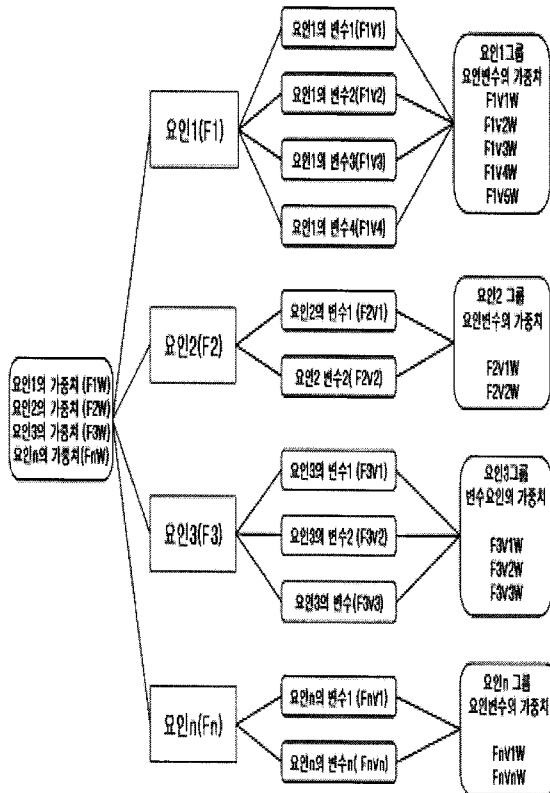 요인1의 가중치 (F1W)
요인2의 가중치 (F2W)
요인3의 가중치 (F3W)
요인n의 가중치(FnW)
요인1(F1)
요인1의 변수1(F1V1)
요인1의 변수2(F1V2)
요인1의 변수3(F1V3)
요인1의 변수4(F1V4)
요인1그룹
요인변수의 가중치
F1V1W
F1V2W
F1V3W
F1V4W
F1V5W
요인2(F2)
요인2의 변수1 (F2V1)
요인2 변수2( F2V2)
요인2 그룹
요인변수의 가중치
F2V1W
F2V2W
요인3(F3)
요인3의 변수1 (F3V1)
요인3의 변수2 (F3V2)
요인3의 변수(F3V3)
요인3그룹
변수요인의 가중치
F3V1W
F3V2W
F3V3W
요인n(Fn)
요인n의 변수1 (FnV1)
요인n의 변수n( FnVn)
요인n 그룹
요인변수의 가중치
FnV1W
FnVnW